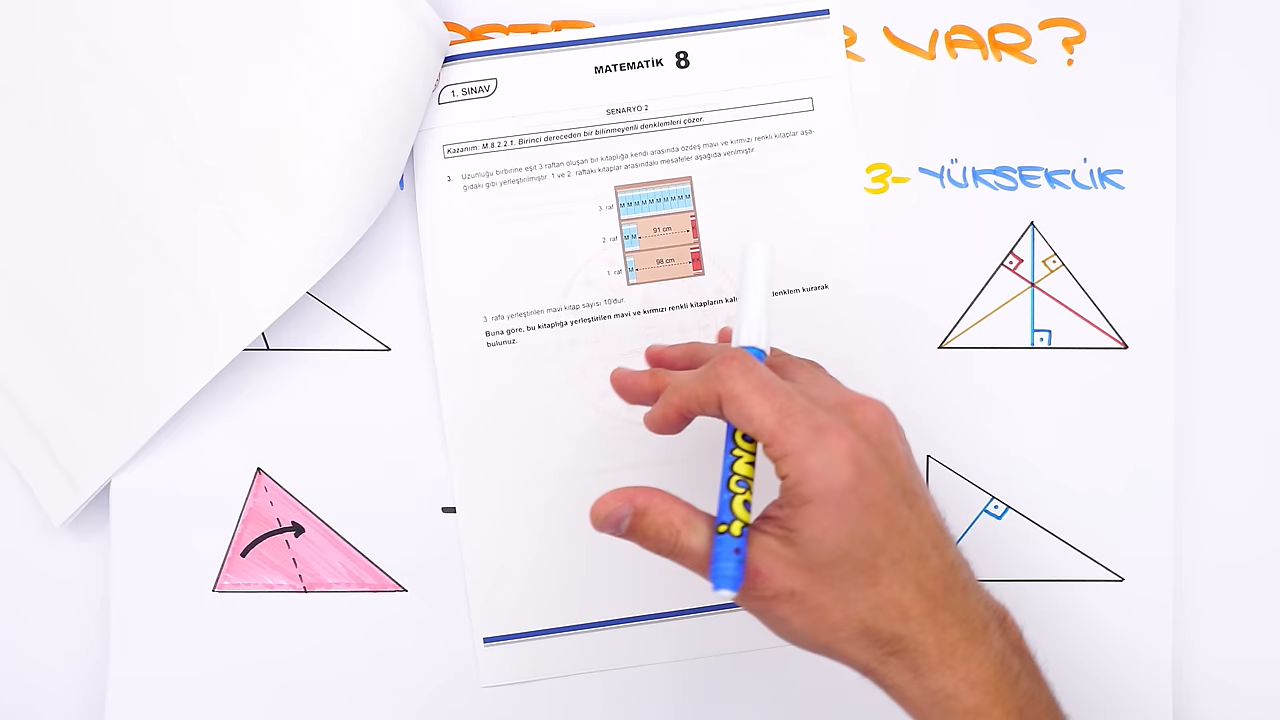 VAR?
MATEMATİK 8
1. SINAV
SENARYO 2
Kazanım: M.8.2.2.1. Birinci dereceden bir bilinmeyenli denklemleri çözer.
3. Uzunluğu birbirine eşit 3 raftan oluşan bir kitaplığa kendi arasında özdeş mavi ve kırmızı renkli kitaplar aşa-
ğıdaki gibi yerleştirilmiştir. 1 ve 2. raftaki kitaplar arasındaki mesafeler aşağıda verilmiştir.
3. raf M M M M M M M M M M
2. raf M M 91 cm
1. raf M 98 cm
3. rafa yerleştirilen mavi kitap sayısı 10'dur.
Buna göre, bu kitaplığa yerleştirilen mavi ve kırmızı renkli kitapların denklem kurarak
bulunuz.
3- YÜKSEKLİK